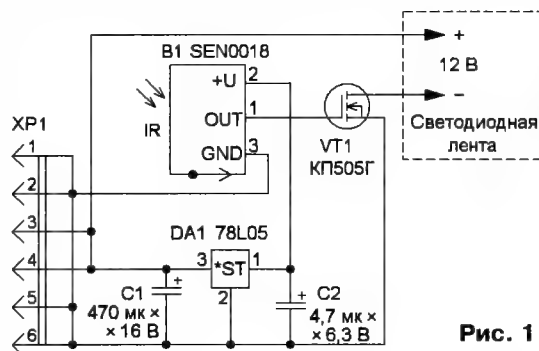 B1 SEN0018
+U
2
IR
OUT
1
GND
3
VT1
КП505Г
+
12 В
−
Светодиодная
лента
XP1
1
2
3
4
5
6
DA1 78L05
3
*ST
1
2
C1
470 мк ×
× 16 В
C2
4,7 мк ×
× 6,3 В
Рис. 1